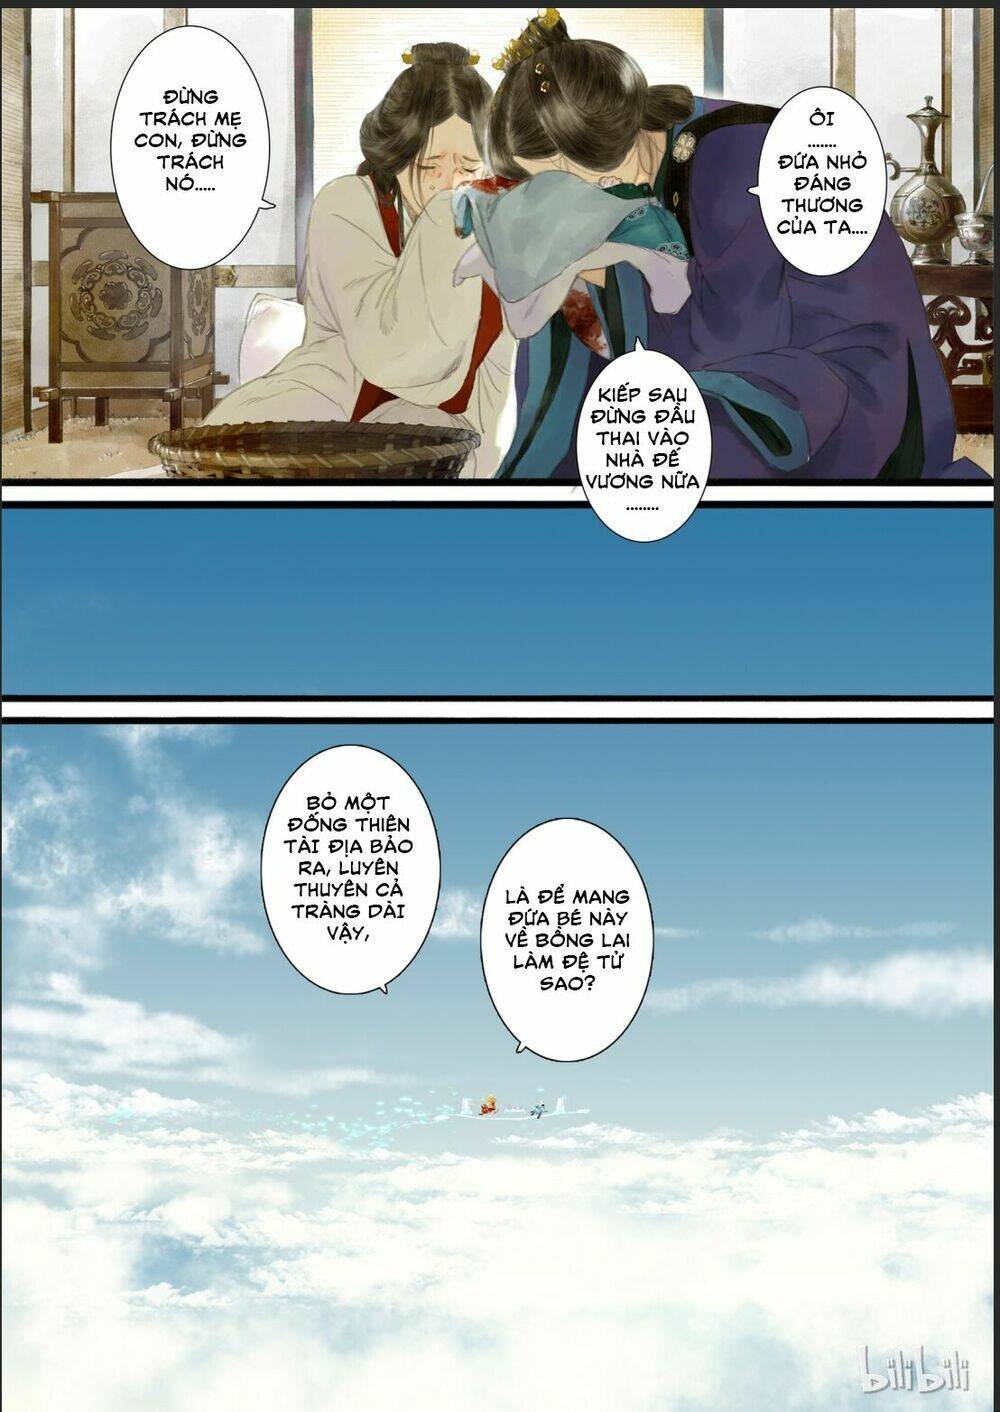 ĐỪNG
TRÁCH MẸ
CON, ĐỪNG
TRÁCH
NÓ.....
ÔI
.......
ĐỨA NHỎ
ĐÁNG
THƯƠNG
CỦA TA....
KIẾP SAU
ĐỪNG ĐẦU
THAI VÀO
NHÀ ĐẾ
VƯƠNG NỮA
........
BỎ MỘT
ĐỐNG THIÊN
TÀI ĐỊA BẢO
RA, LUYÊN
THUYÊN CẢ
TRÀNG DÀI
VẬY,
LÀ ĐỂ MANG
ĐỨA BÉ NÀY
VỀ BỒNG LAI
LÀM ĐỆ TỬ
SAO?
bilibili